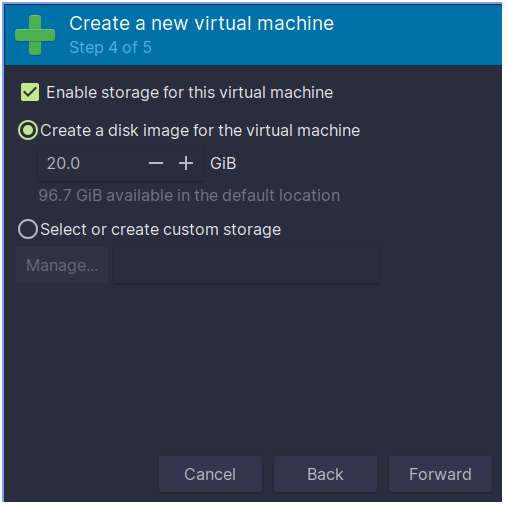 Create a new virtual machine
Step 4 of 5
Enable storage for this virtual machine
Create a disk image for the virtual machine
20.0 GiB
96.7 GiB available in the default location
Select or create custom storage
Manage...
Cancel Back Forward